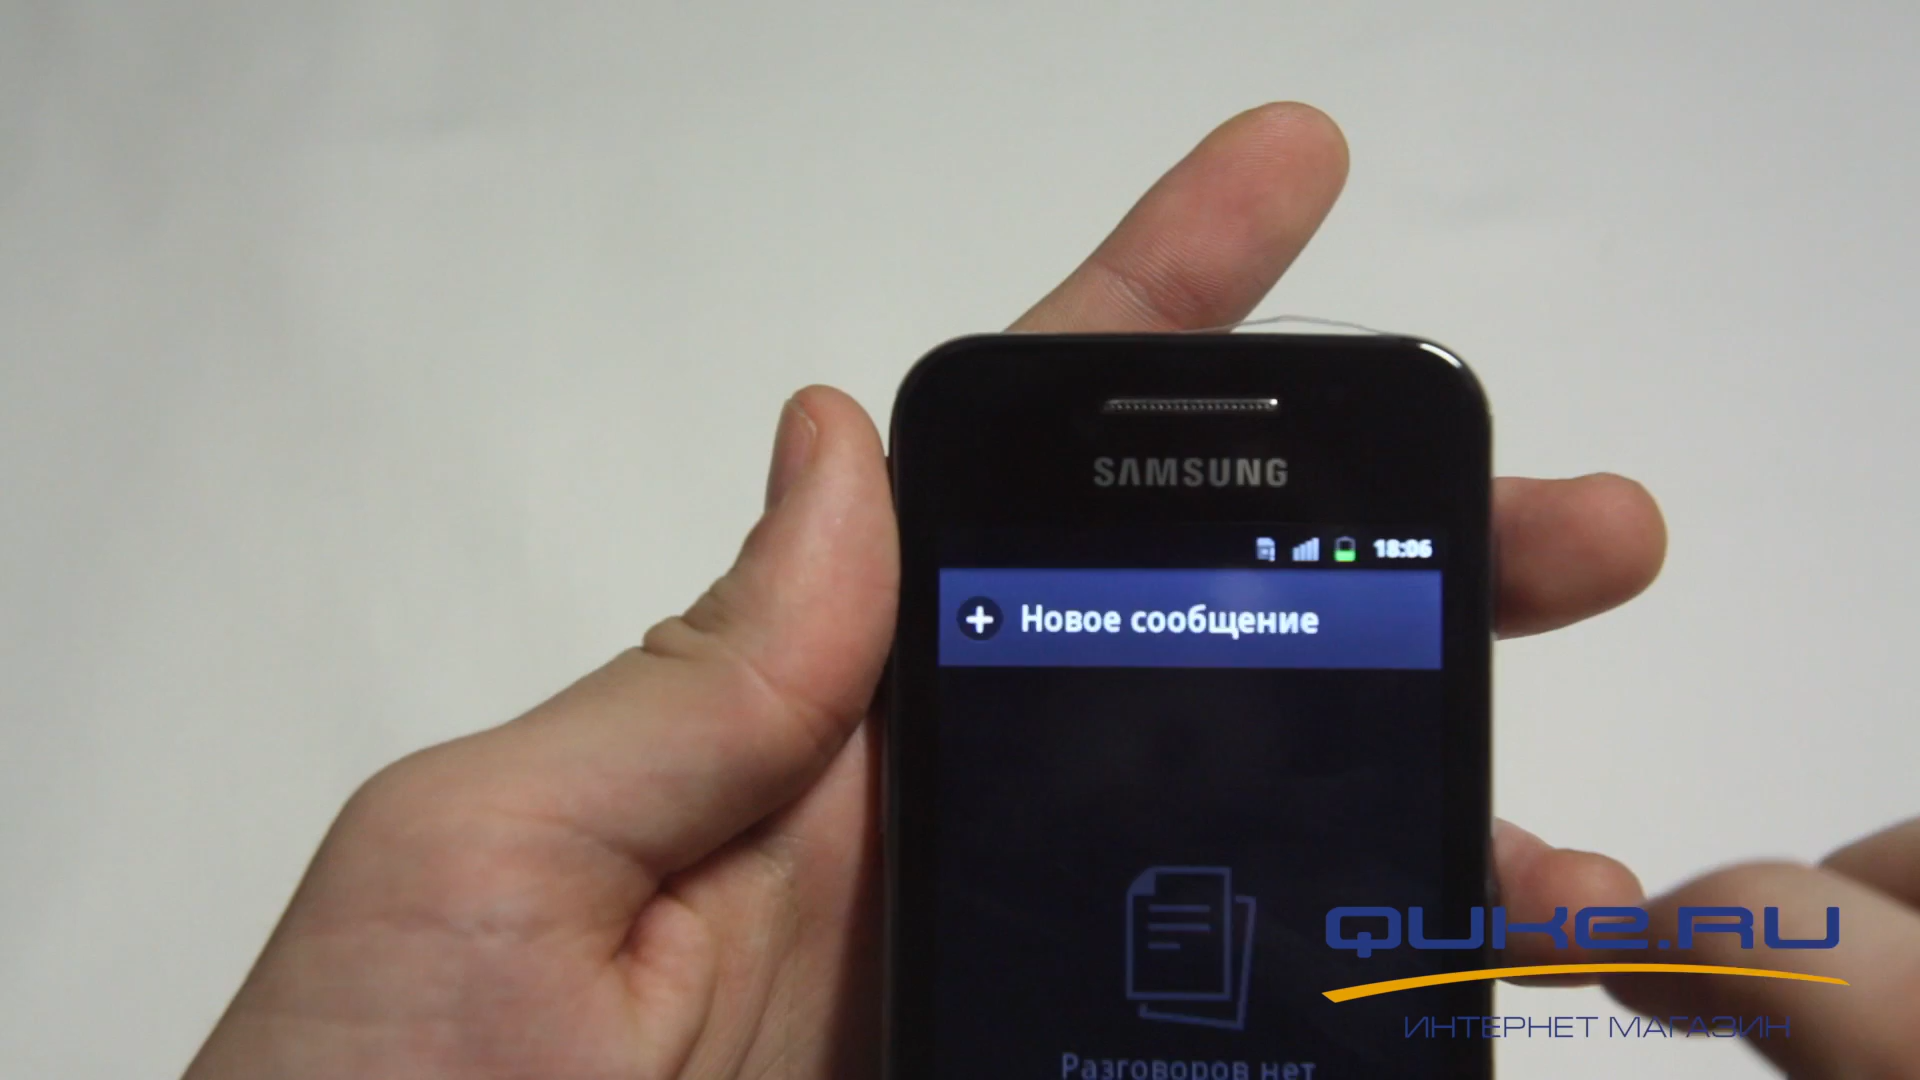 SAMSUNG
18:06
Новое сообщение
Разговоров нет
QUKE.RU
ИНТЕРНЕТ МАГАЗИН